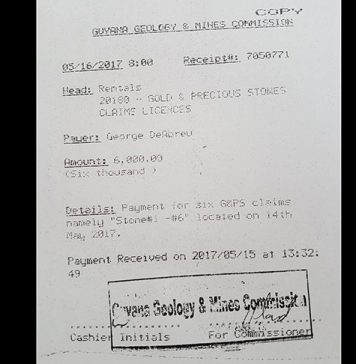 COPY
GUYANA GEOLOGY & MINES COMMISSION
05/16/2017 8:00 Receipt#: 7050771
Head: Rentals
20180 - GOLD & PRECIOUS STONES
CLAIMS LICENCES
Payer: George DeAbreu
Amount: 6,000.00
(Six thousand )
Details: Payment for six G&PS claims
namely "Stone#1 -#6" located on 14th
May 2017.
Payment Received on 2017/05/15 at 13:32:
49
Guyana Geology & Mines Commission
Cashier Initials For Commissioner